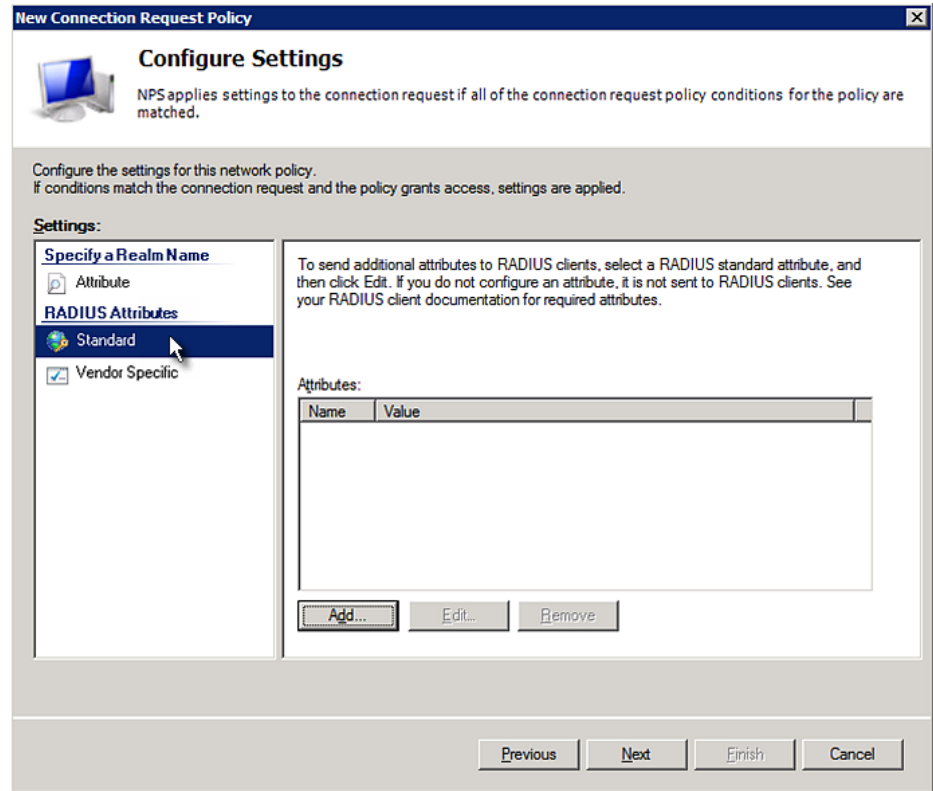 New Connection Request Policy
Configure Settings
NPS applies settings to the connection request if all of the connection request policy conditions for the policy are
matched.
Configure the settings for this network policy.
If conditions match the connection request and the policy grants access, settings are applied.
Settings:
Specify a Realm Name
Attribute
RADIUS Attributes
Standard
Vendor Specific
To send additional attributes to RADIUS clients, select a RADIUS standard attribute, and
then click Edit. If you do not configure an attribute, it is not sent to RADIUS clients. See
your RADIUS client documentation for required attributes.
Attributes:
Name Value
Add... Edit... Remove
Previous Next Finish Cancel